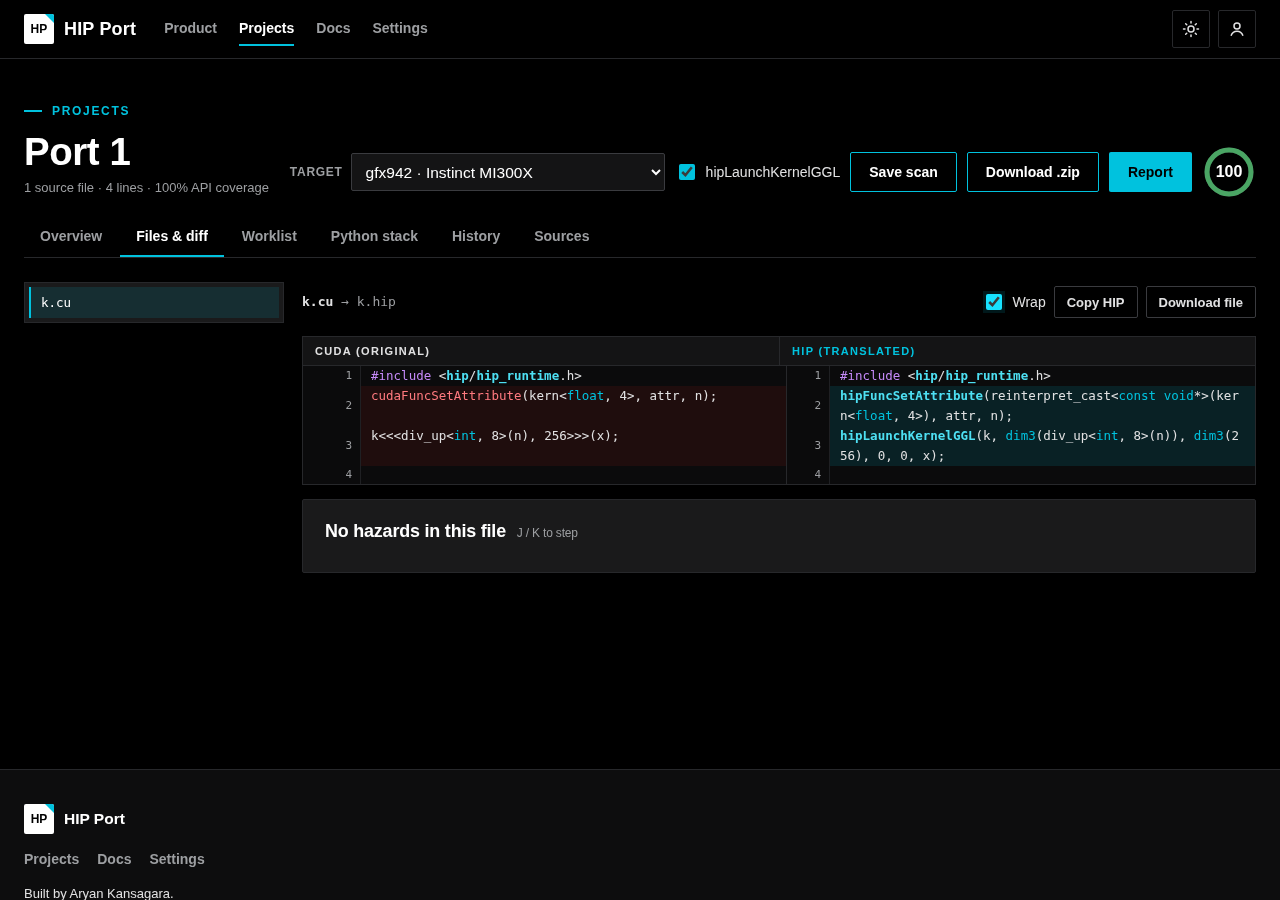 HP HIP Port Product Projects Docs Settings
PROJECTS
Port 1
1 source file · 4 lines · 100% API coverage
TARGET gfx942 · Instinct MI300X hipLaunchKernelGGL Save scan Download .zip Report 100
Overview Files & diff Worklist Python stack History Sources
k.cu
k.cu → k.hip Wrap Copy HIP Download file
CUDA (ORIGINAL) HIP (TRANSLATED)
1 #include <hip/hip_runtime.h> 1 #include <hip/hip_runtime.h>
2 cudaFuncSetAttribute(kern<float, 4>, attr, n); 2 hipFuncSetAttribute(reinterpret_cast<const void*>(ker
n<float, 4>), attr, n);
3 k<<<div_up<int, 8>(n), 256>>>(x); 3 hipLaunchKernelGGL(k, dim3(div_up<int, 8>(n)), dim3(2
56), 0, 0, x);
4 4
No hazards in this file J / K to step
HP HIP Port
Projects Docs Settings
Built by Aryan Kansagara.